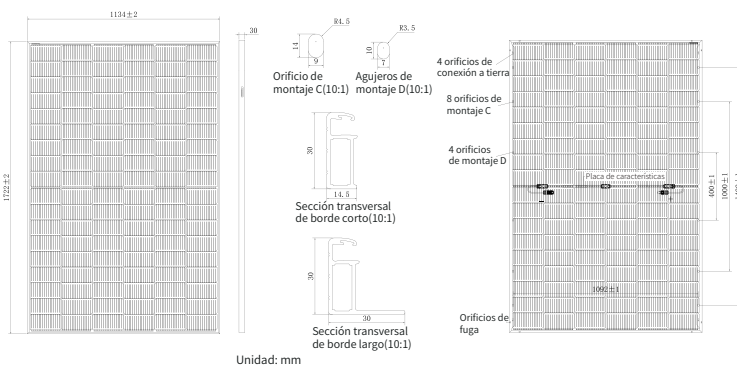 1134±2
30
1722±2
R4.5
14
9
Orificio de
montaje C(10:1)
R3.5
10
7
Agujeros de
montaje D(10:1)
30
14.5
Sección transversal
de borde corto(10:1)
30
30
Sección transversal
de borde largo(10:1)
Unidad: mm
4 orificios de
conexión a tierra
8 orificios de
montaje C
4 orificios
de montaje D
Placa de características
-
+
400±1
1000±1
1092±1
Orificios de
fuga